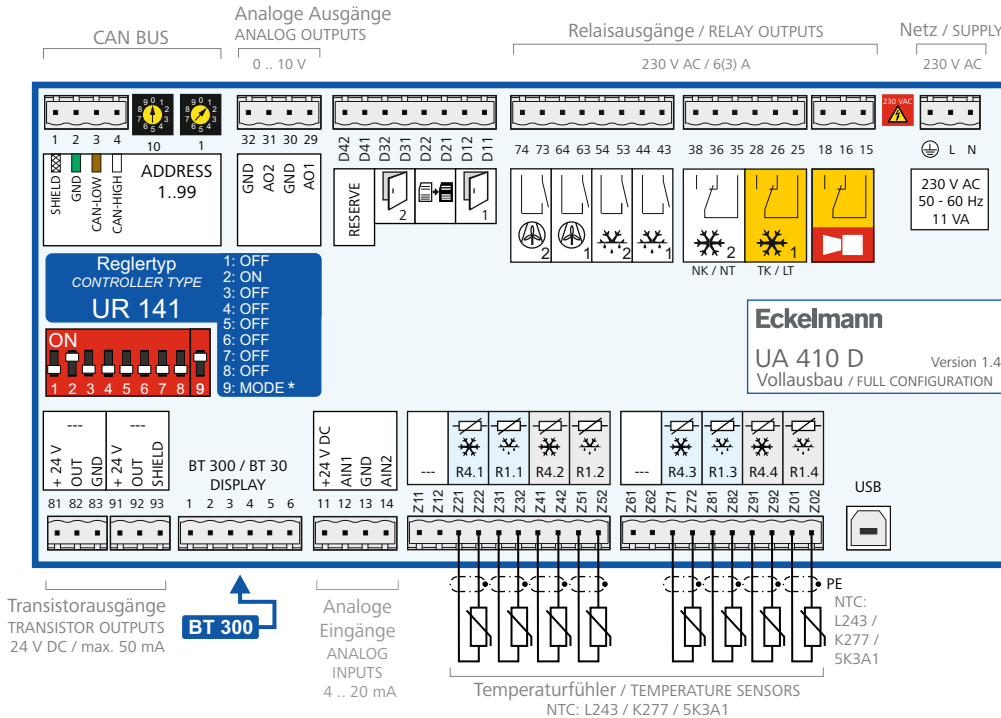 CAN BUS
Analoge Ausgänge
ANALOG OUTPUTS
0 .. 10 V
Relaisausgänge / RELAY OUTPUTS
230 V AC / 6(3) A
Netz / SUPPLY
230 V AC
230 VAC
1 2 3 4
10
1
32 31 30 29
D42 D41 D32 D31 D22 D21 D12 D11
74 73 64 63 54 53 44 43
38 36 35 28 26 25
18 16 15
L N
SHIELD
GND
CAN-LOW
CAN-HIGH
ADDRESS
1..99
GND
AO2
GND
AO1
RESERVE
2
1
2
1
2
1
2
1
NK / NT
TK / LT
230 V AC
50 - 60 Hz
11 VA
Reglertyp
CONTROLLER TYPE
UR 141
1: OFF
2: ON
3: OFF
4: OFF
5: OFF
6: OFF
7: OFF
8: OFF
9: MODE *
ON
1 2 3 4 5 6 7 8 9
Eckelmann
UA 410 D
Version 1.4
Vollausbau / FULL CONFIGURATION
---
+ 24 V
OUT
GND
---
+ 24 V
OUT
SHIELD
BT 300 / BT 30
DISPLAY
+24 V DC
AIN1
GND
AIN2
---
R4.1
R1.1
R4.2
R1.2
---
R4.3
R1.3
R4.4
R1.4
81 82 83 91 92 93
1 2 3 4 5 6
11 12 13 14
Z11 Z12 Z21 Z22 Z31 Z32 Z41 Z42 Z51 Z52
Z61 Z62 Z71 Z72 Z81 Z82 Z91 Z92 Z01 Z02
USB
Transistorausgänge
TRANSISTOR OUTPUTS
24 V DC / max. 50 mA
BT 300
Analoge
Eingänge
ANALOG
INPUTS
4 .. 20 mA
PE
NTC:
L243 /
K277 /
5K3A1
Temperaturfühler / TEMPERATURE SENSORS
NTC: L243 / K277 / 5K3A1